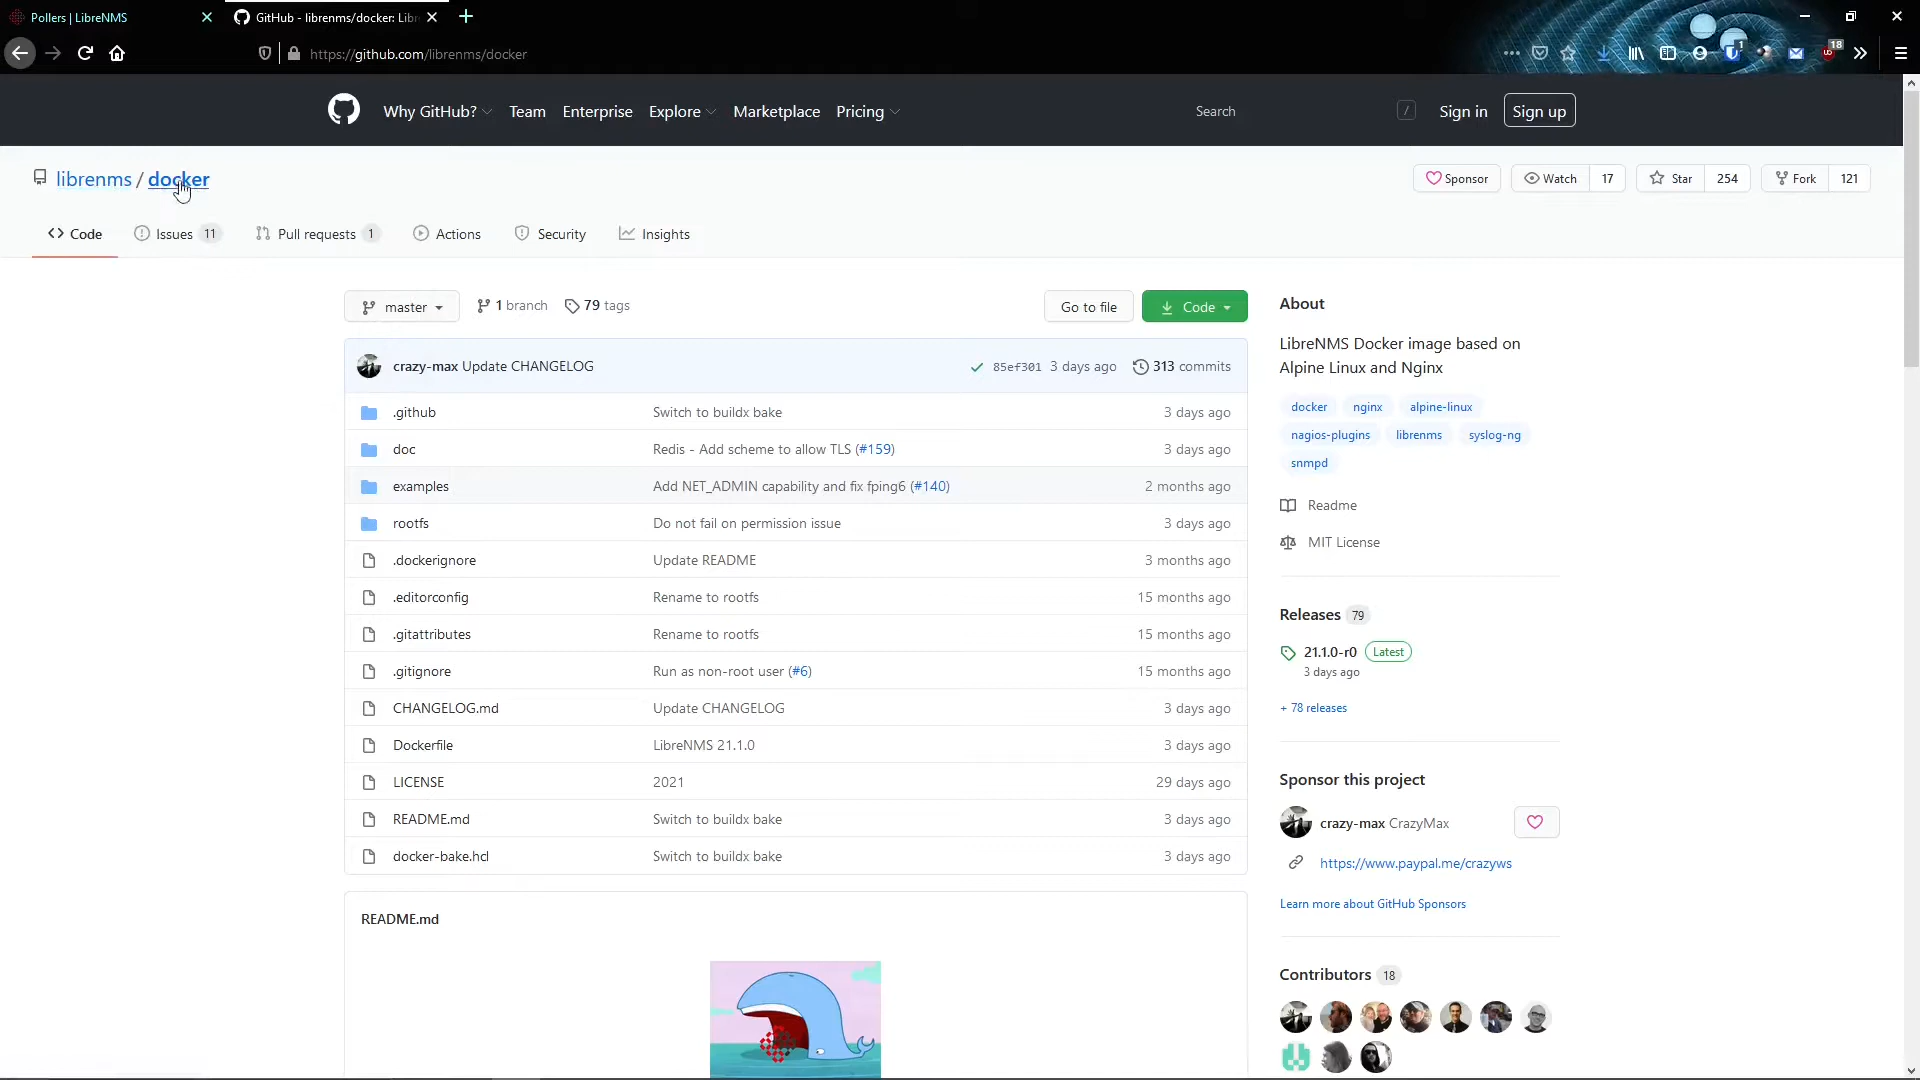 Pollers | LibreNMS
GitHub - librenms/docker: Libr
https://github.com/librenms/docker
1
18
Why GitHub?
Team
Enterprise
Explore
Marketplace
Pricing
Search
/
Sign in
Sign up
librenms / docker
Sponsor
Watch 17
Star 254
Fork 121
Code
Issues 11
Pull requests 1
Actions
Security
Insights
master
1 branch
79 tags
Go to file
Code
crazy-max Update CHANGELOG 85ef301 3 days ago 313 commits
.github Switch to buildx bake 3 days ago
doc Redis - Add scheme to allow TLS (#159) 3 days ago
examples Add NET_ADMIN capability and fix fping6 (#140) 2 months ago
rootfs Do not fail on permission issue 3 days ago
.dockerignore Update README 3 months ago
.editorconfig Rename to rootfs 15 months ago
.gitattributes Rename to rootfs 15 months ago
.gitignore Run as non-root user (#6) 15 months ago
CHANGELOG.md Update CHANGELOG 3 days ago
Dockerfile LibreNMS 21.1.0 3 days ago
LICENSE 2021 29 days ago
README.md Switch to buildx bake 3 days ago
docker-bake.hcl Switch to buildx bake 3 days ago
README.md
About
LibreNMS Docker image based on
Alpine Linux and Nginx
docker nginx alpine-linux
nagios-plugins librenms syslog-ng
snmpd
Readme
MIT License
Releases 79
21.1.0-r0 Latest
3 days ago
+ 78 releases
Sponsor this project
crazy-max CrazyMax
https://www.paypal.me/crazyws
Learn more about GitHub Sponsors
Contributors 18